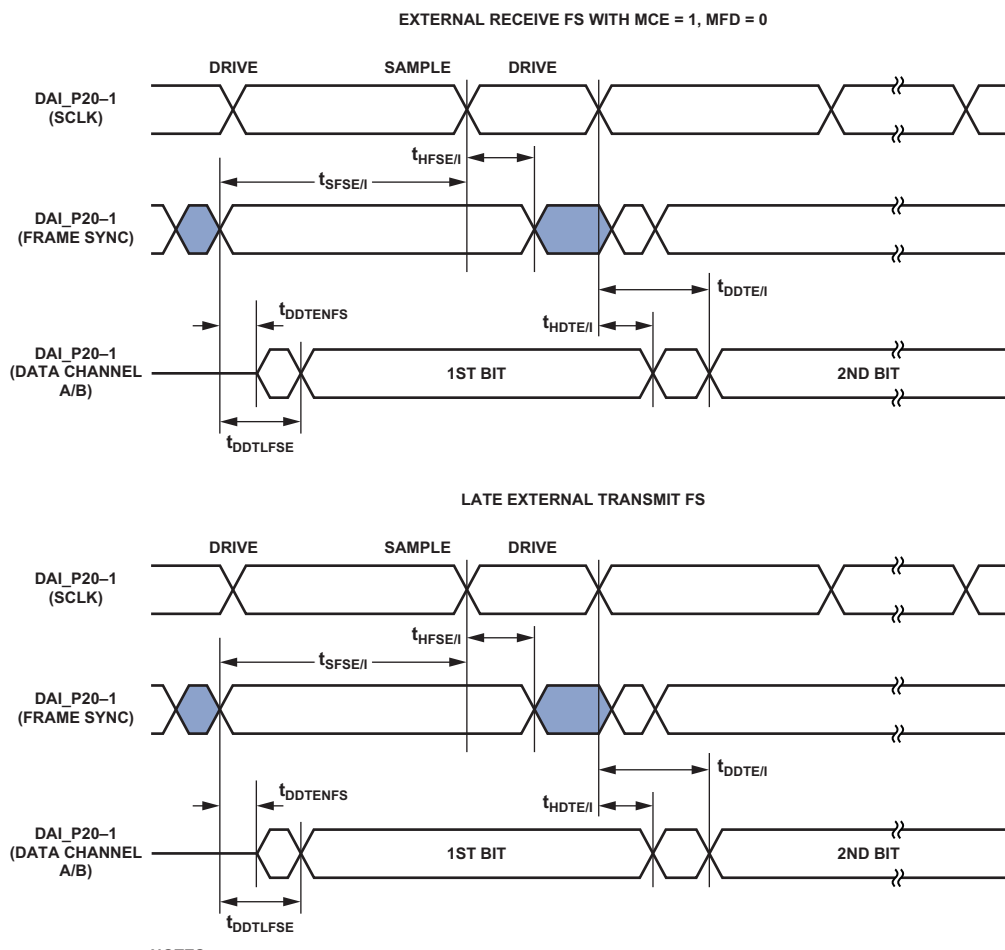 EXTERNAL RECEIVE FS WITH MCE = 1, MFD = 0
DRIVE SAMPLE DRIVE
DAI_P20–1
(SCLK)
tHFSE/I
tSFSE/I
DAI_P20–1
(FRAME SYNC)
tDDTE/I
tDDTENFS
tHDTE/I
DAI_P20–1
(DATA CHANNEL
A/B)
1ST BIT 2ND BIT
tDDTLFSE
LATE EXTERNAL TRANSMIT FS
DRIVE SAMPLE DRIVE
DAI_P20–1
(SCLK)
tHFSE/I
tSFSE/I
DAI_P20–1
(FRAME SYNC)
tDDTE/I
tDDTENFS
tHDTE/I
DAI_P20–1
(DATA CHANNEL
A/B)
1ST BIT 2ND BIT
tDDTLFSE